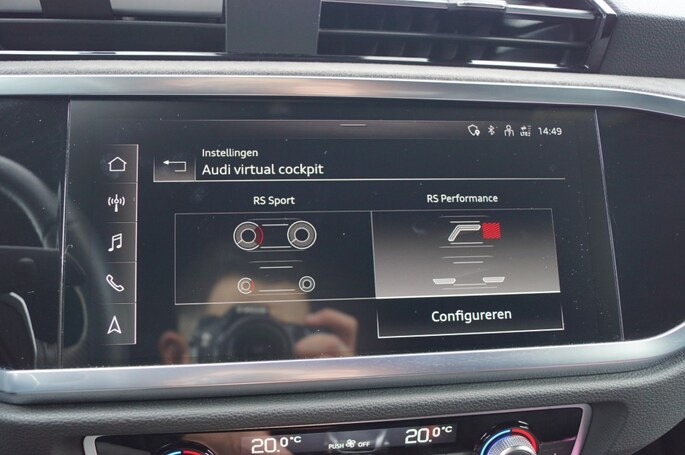 14:49
Instellingen
Audi virtual cockpit
RS Sport
RS Performance
Configureren
20.0°C
PUSH OFF
20.0°C